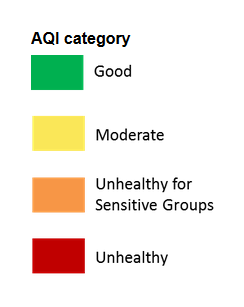 AQI category
Good
Moderate
Unhealthy for
Sensitive Groups
Unhealthy